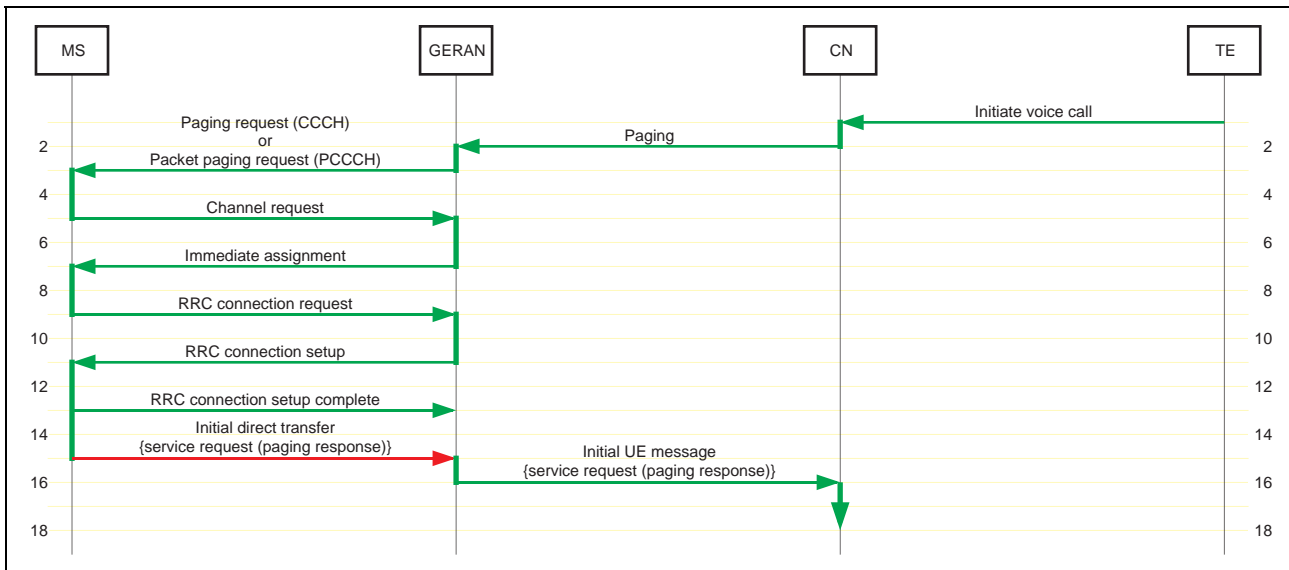 MS
GERAN
CN
TE
Initiate voice call
Paging request (CCCH)
or
Packet paging request (PCCCH)
Paging
2
2
4
4
Channel request
6
6
Immediate assignment
8
8
RRC connection request
10
10
RRC connection setup
12
12
RRC connection setup complete
Initial direct transfer
{service request (paging response)}
14
14
Initial UE message
{service request (paging response)}
16
16
18
18